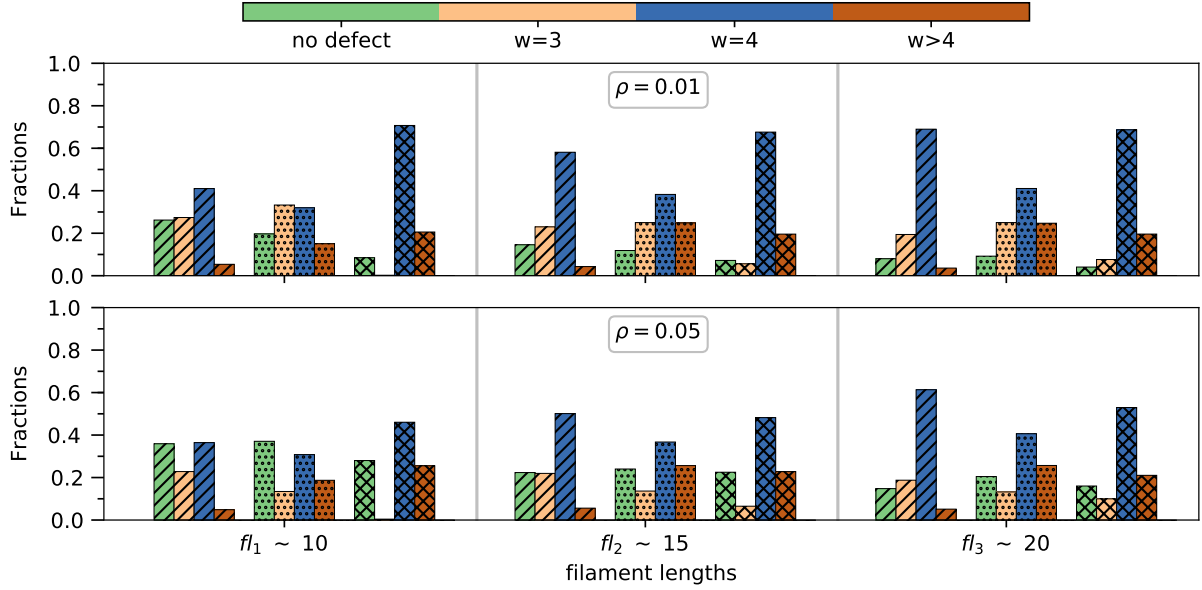 no defect w=3 w=4 w>4
1.0
0.8
0.6
0.4
0.2
0.0
Fractions
ρ = 0.01
1.0
0.8
0.6
0.4
0.2
0.0
Fractions
ρ = 0.05
fl₁ ~ 10 fl₂ ~ 15 fl₃ ~ 20
filament lengths